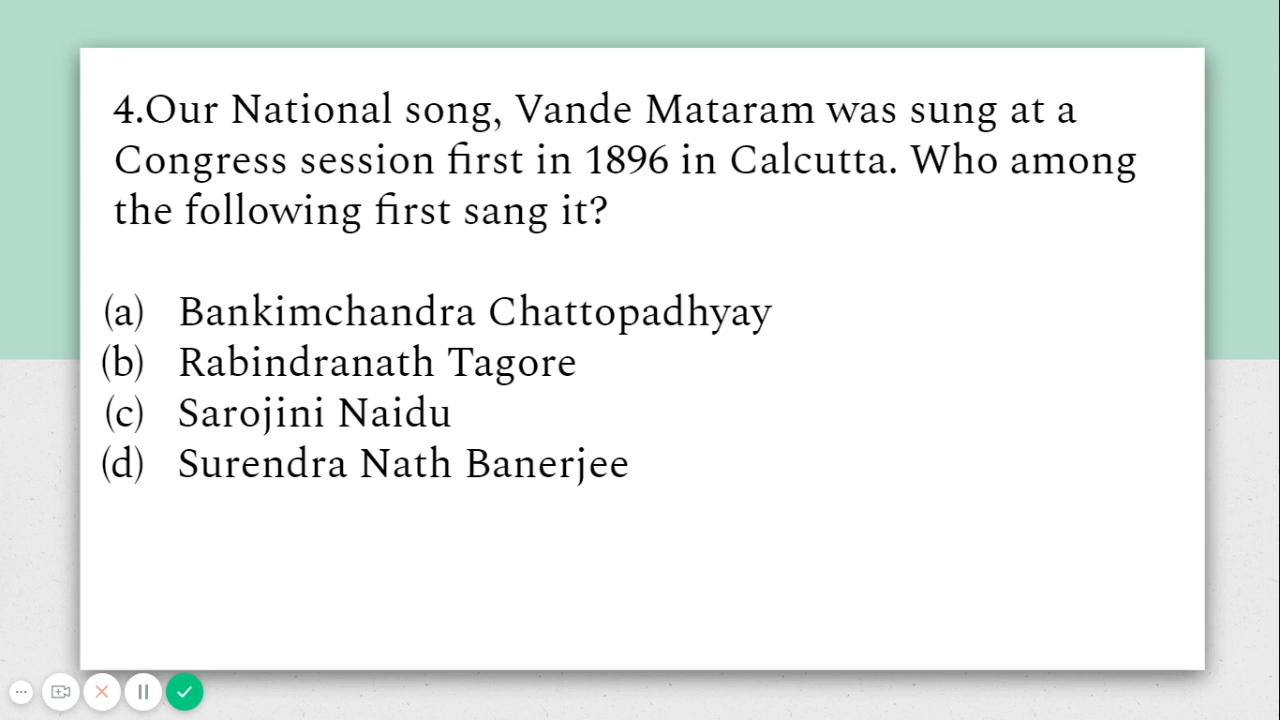 4.Our National song, Vande Mataram was sung at a
Congress session first in 1896 in Calcutta. Who among
the following first sang it?
(a) Bankimchandra Chattopadhyay
(b) Rabindranath Tagore
(c) Sarojini Naidu
(d) Surendra Nath Banerjee